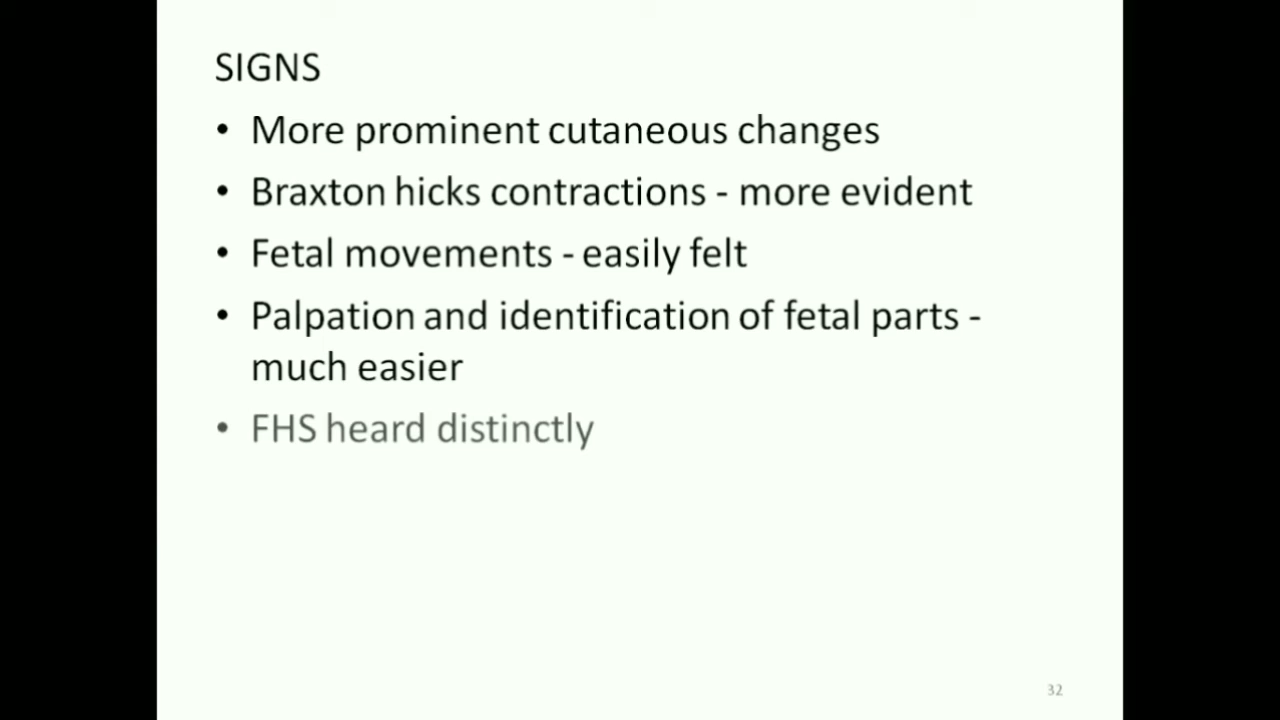 SIGNS
• More prominent cutaneous changes
• Braxton hicks contractions - more evident
• Fetal movements - easily felt
• Palpation and identification of fetal parts -
much easier
• FHS heard distinctly
32